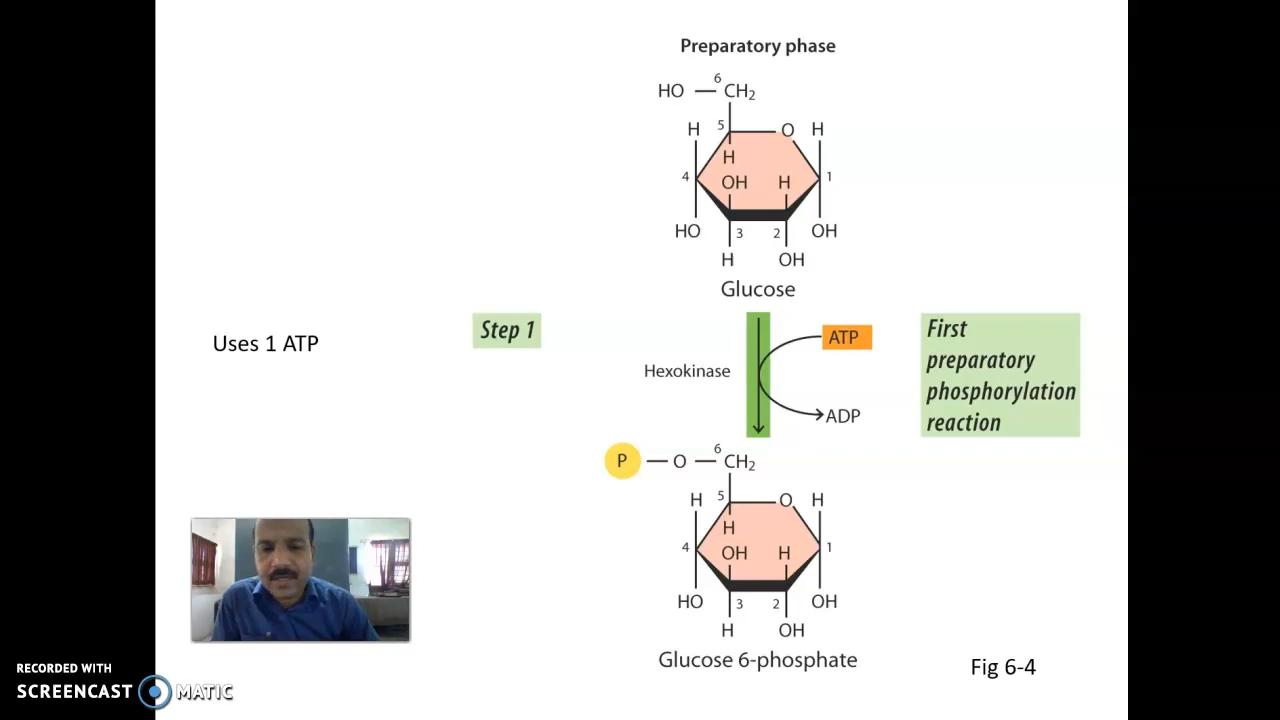 Preparatory phase
HO 6 CH2
H 5 O H
H
4 OH H 1
HO 3 2 OH
H OH
Glucose
Uses 1 ATP
Step 1
Hexokinase
ATP
ADP
First
preparatory
phosphorylation
reaction
P O 6 CH2
H 5 O H
H
4 OH H 1
HO 3 2 OH
H OH
Glucose 6-phosphate
Fig 6-4
RECORDED WITH
SCREENCAST MATIC